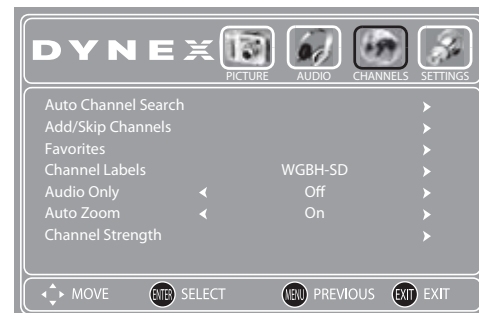 DYNEX
PICTURE AUDIO CHANNELS SETTINGS
Auto Channel Search
Add/Skip Channels
Favorites
Channel Labels WGBH-SD
Audio Only Off
Auto Zoom On
Channel Strength
MOVE ENTER SELECT MENU PREVIOUS EXIT EXIT